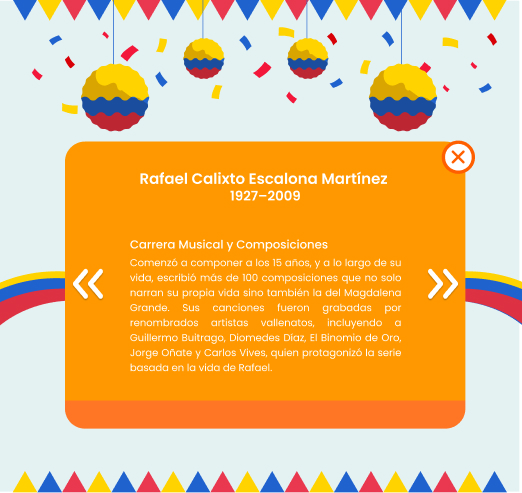 Rafael Calixto Escalona Martínez
1927–2009
Carrera Musical y Composiciones
Comenzó a componer a los 15 años, y a lo largo de su
vida, escribió más de 100 composiciones que no solo
narran su propia vida sino también la del Magdalena
Grande. Sus canciones fueron grabadas por
renombrados artistas vallenatos, incluyendo a
Guillermo Buitrago, Diomedes Díaz, El Binomio de Oro,
Jorge Oñate y Carlos Vives, quien protagonizó la serie
basada en la vida de Rafael.